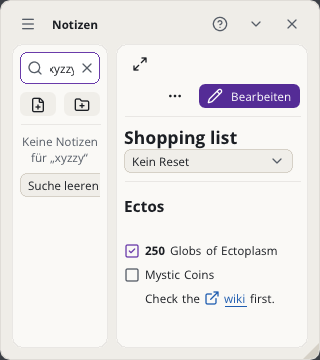 Notizen
xyzzy
Keine Notizen
für „xyzzy“
Suche leeren
Bearbeiten
Shopping list
Kein Reset
Ectos
250 Globs of Ectoplasm
Mystic Coins
Check the wiki first.